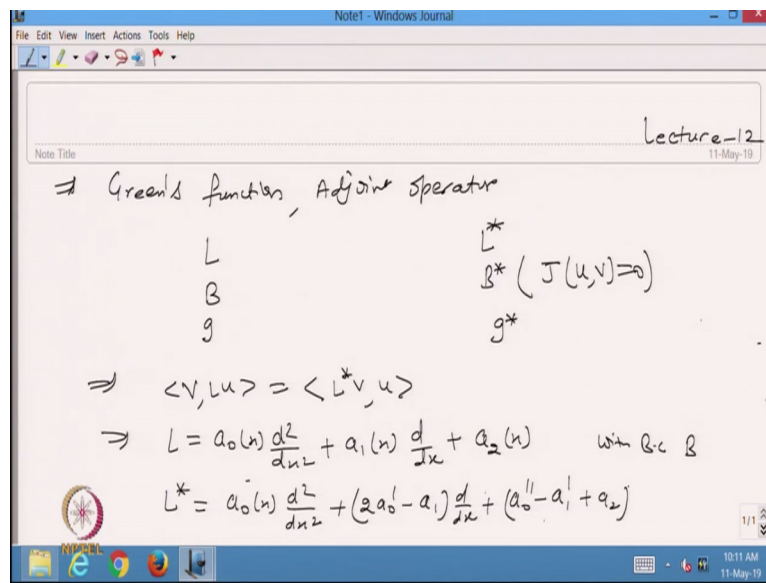 Note1 - Windows Journal
File Edit View Insert Actions Tools Help
Lecture-12
Note Title
11-May-19
⇒ Green's function, Adjoint operator
L L*
B B* ( J(u,v)=0)
g g*
⇒ <v,Lu> = <L*v,u>
⇒ L = a₀(x) d²/dx² + a₁(x) d/dx + a₂(x) with B.C B
L* = a₀(x) d²/dx² + (2a₀' - a₁) d/dx + (a₀'' - a₁' + a₂)
1/1
NPTEL
10:11 AM
11-May-19